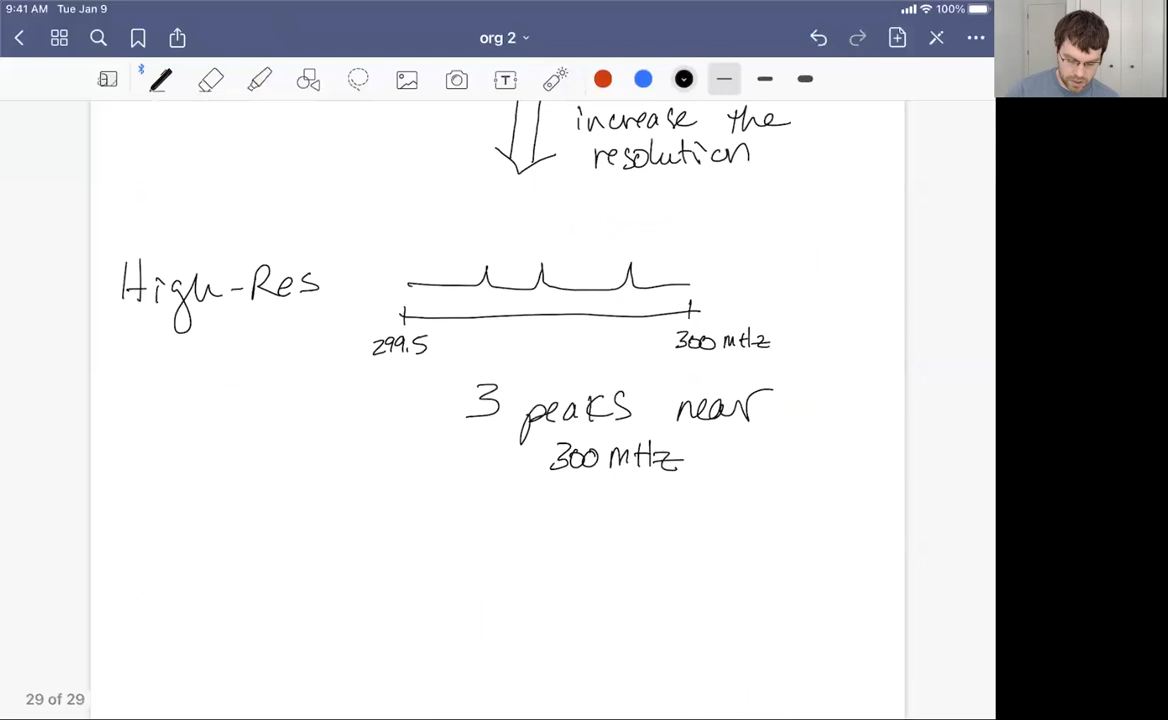 9:41 AM Tue Jan 9
100%
org 2
increase the
resolution
High-Res
299.5
300 mHz
3 peaks near
300 mHz
29 of 29